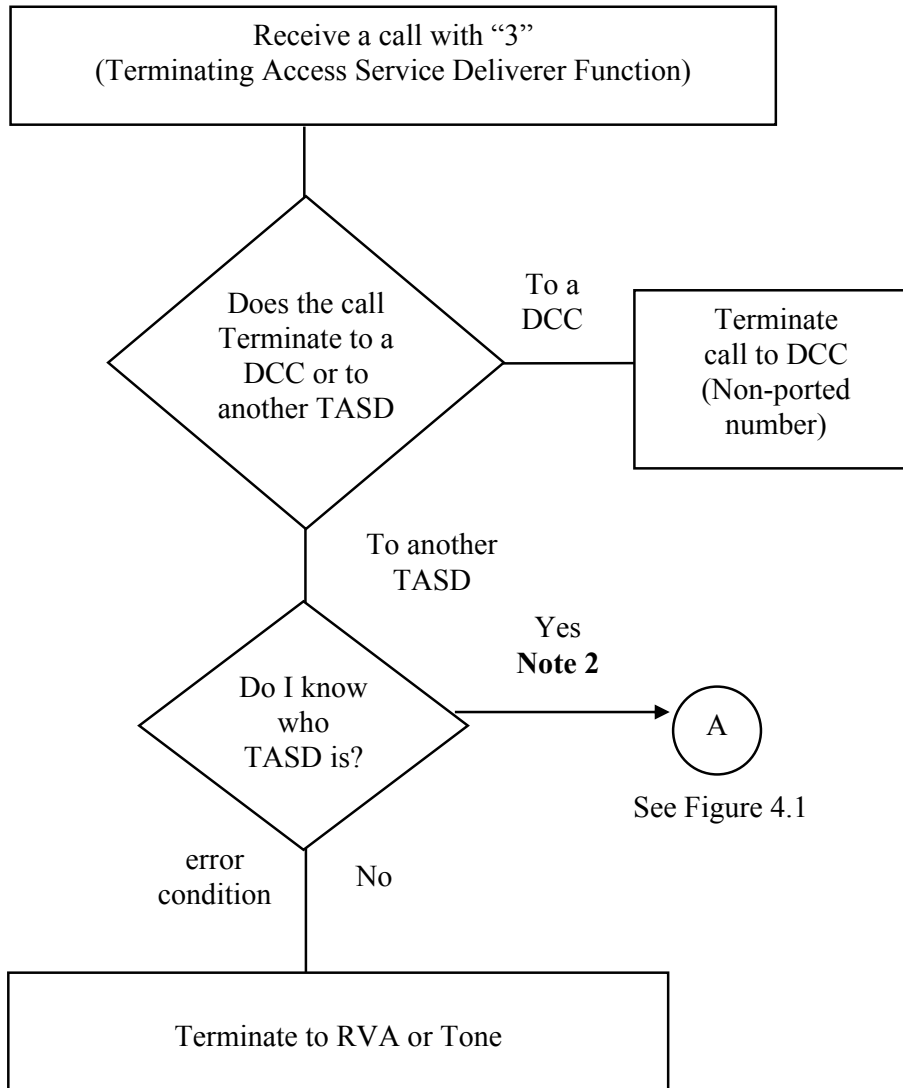 Receive a call with “3”
(Terminating Access Service Deliverer Function)
Does the call
Terminate to a
DCC or to
another TASD
To a
DCC
Terminate
call to DCC
(Non-ported
number)
To another
TASD
Do I know
who
TASD is?
Yes
Note 2
A
See Figure 4.1
error
condition
No
Terminate to RVA or Tone